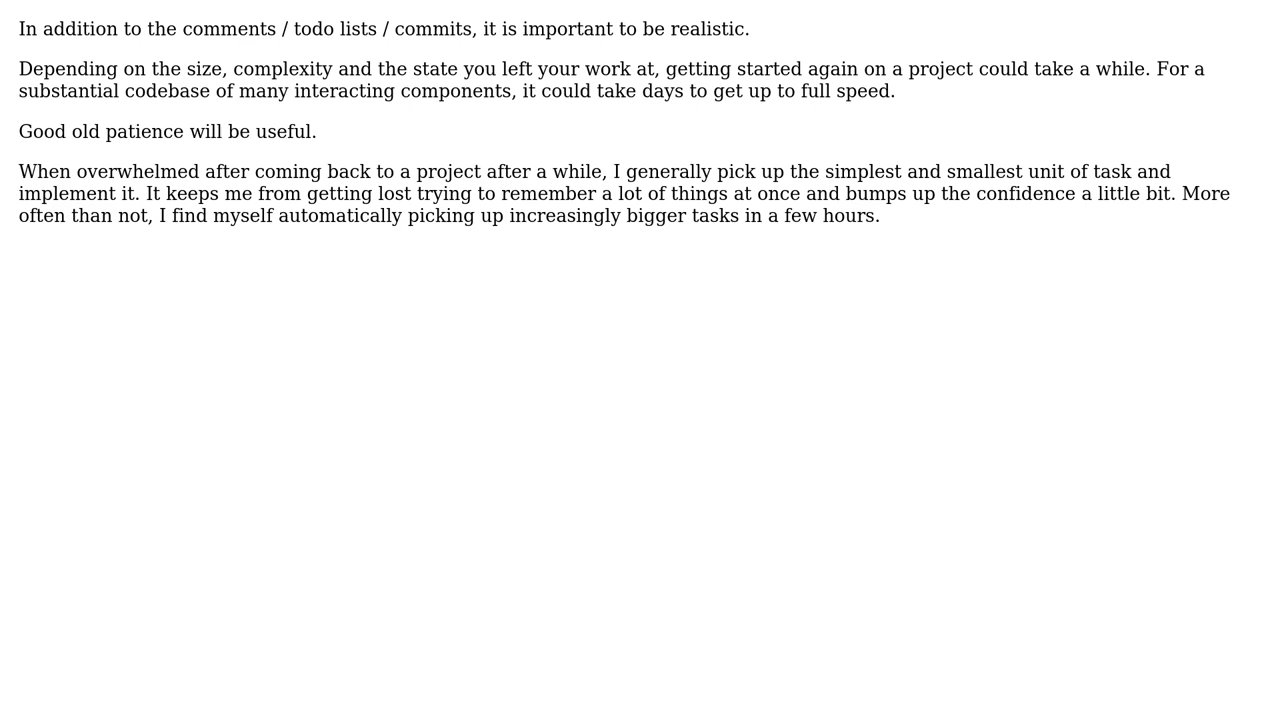 In addition to the comments / todo lists / commits, it is important to be realistic.
Depending on the size, complexity and the state you left your work at, getting started again on a project could take a while. For a
substantial codebase of many interacting components, it could take days to get up to full speed.
Good old patience will be useful.
When overwhelmed after coming back to a project after a while, I generally pick up the simplest and smallest unit of task and
implement it. It keeps me from getting lost trying to remember a lot of things at once and bumps up the confidence a little bit. More
often than not, I find myself automatically picking up increasingly bigger tasks in a few hours.